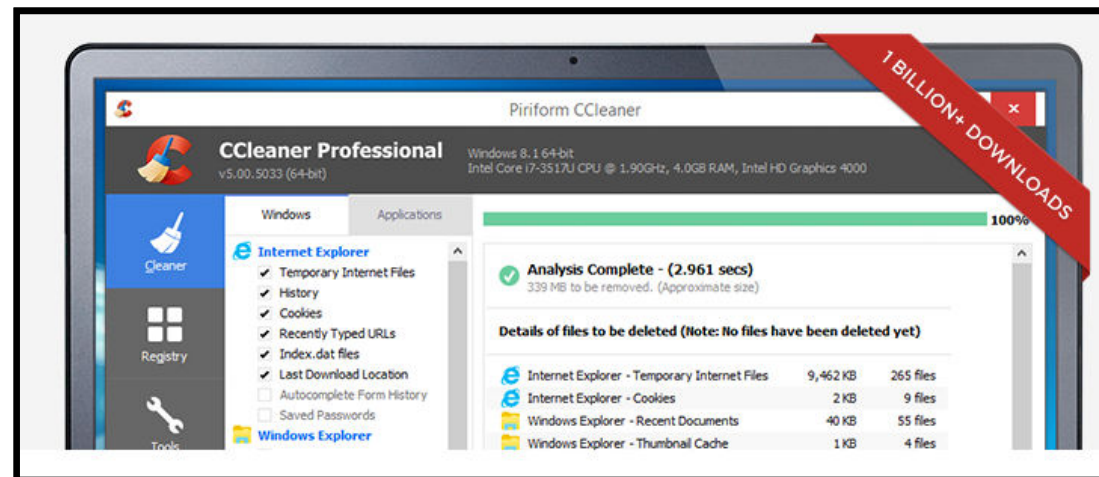 1 BILLION+ DOWNLOADS
Piriform CCleaner
CCleaner Professional
v5.00.5033 (64-bit)
Windows 8.1 64-bit
Intel Core i7-3517U CPU @ 1.90GHz, 4.0GB RAM, Intel HD Graphics 4000
Cleaner
Registry
Tools
Windows Applications
Internet Explorer
Temporary Internet Files
History
Cookies
Recently Typed URLs
Index.dat files
Last Download Location
Autocomplete Form History
Saved Passwords
Windows Explorer
100%
Analysis Complete - (2.961 secs)
339 MB to be removed. (Approximate size)
Details of files to be deleted (Note: No files have been deleted yet)
Internet Explorer - Temporary Internet Files 9,462 KB 265 files
Internet Explorer - Cookies 2 KB 9 files
Windows Explorer - Recent Documents 40 KB 55 files
Windows Explorer - Thumbnail Cache 1 KB 4 files